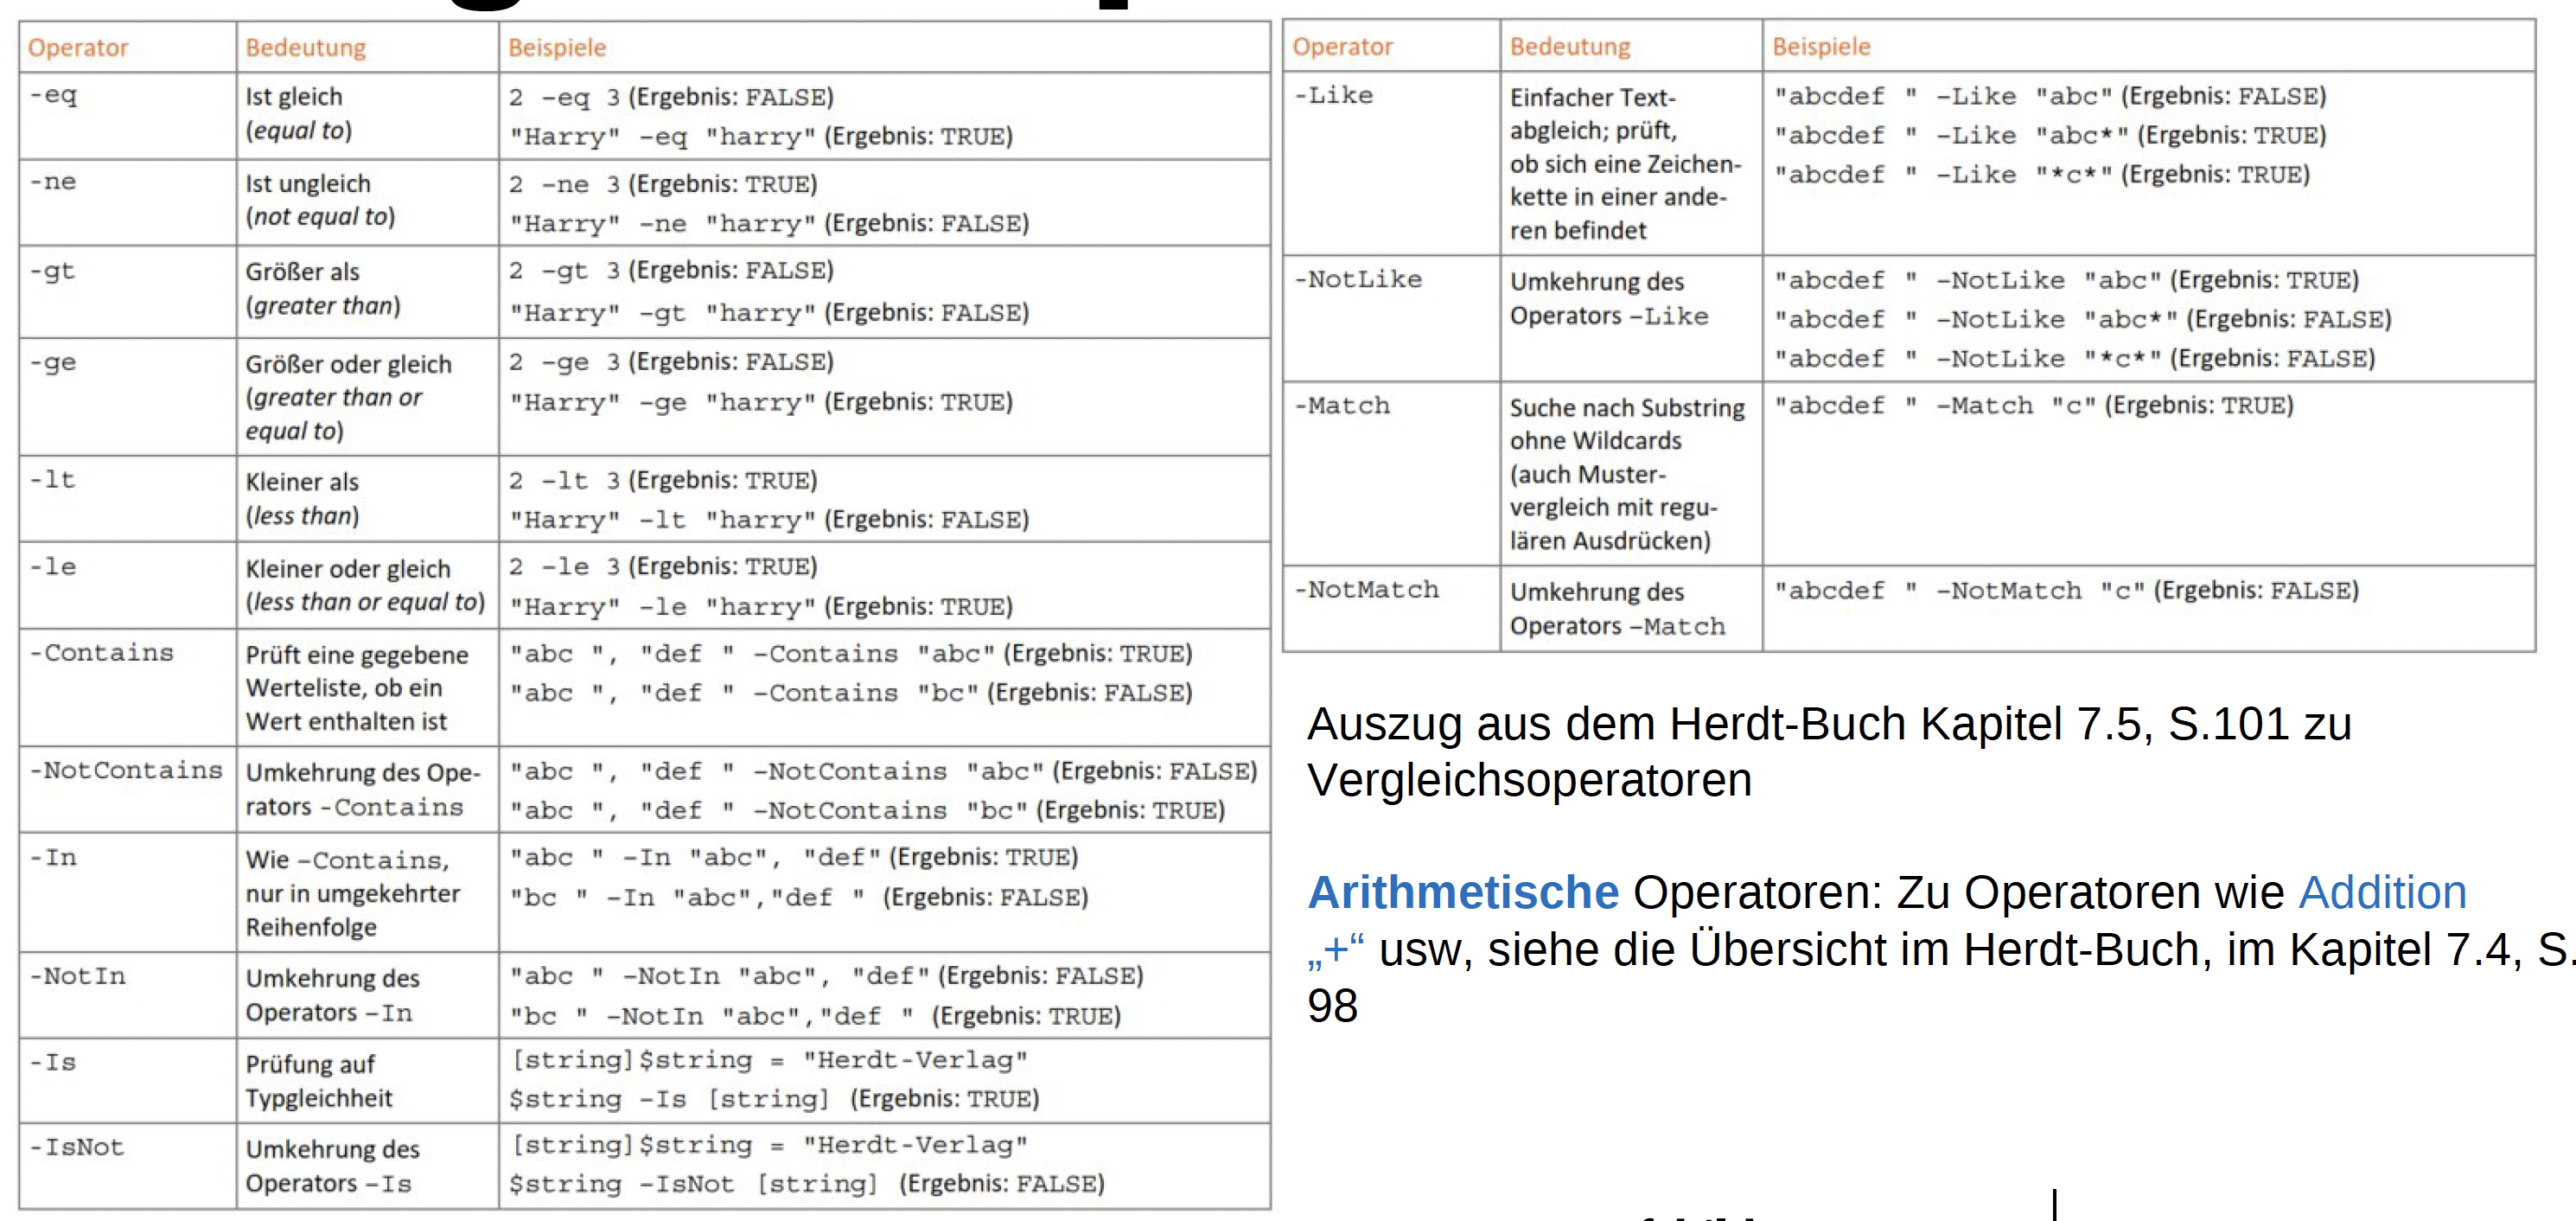 Operator Bedeutung Beispiele
-eq Ist gleich 2 -eq 3 (Ergebnis: FALSE)
(equal to) "Harry" -eq "harry" (Ergebnis: TRUE)
-ne Ist ungleich 2 -ne 3 (Ergebnis: TRUE)
(not equal to) "Harry" -ne "harry" (Ergebnis: FALSE)
-gt Größer als 2 -gt 3 (Ergebnis: FALSE)
(greater than) "Harry" -gt "harry" (Ergebnis: FALSE)
-ge Größer oder gleich 2 -ge 3 (Ergebnis: FALSE)
(greater than or "Harry" -ge "harry" (Ergebnis: TRUE)
equal to)
-lt Kleiner als 2 -lt 3 (Ergebnis: TRUE)
(less than) "Harry" -lt "harry" (Ergebnis: FALSE)
-le Kleiner oder gleich 2 -le 3 (Ergebnis: TRUE)
(less than or equal to) "Harry" -le "harry" (Ergebnis: TRUE)
-Contains Prüft eine gegebene "abc ", "def " -Contains "abc" (Ergebnis: TRUE)
Werteliste, ob ein "abc ", "def " -Contains "bc" (Ergebnis: FALSE)
Wert enthalten ist
-NotContains Umkehrung des Ope- "abc ", "def " -NotContains "abc" (Ergebnis: FALSE)
rators -Contains "abc ", "def " -NotContains "bc" (Ergebnis: TRUE)
-In Wie -Contains, "abc " -In "abc", "def" (Ergebnis: TRUE)
nur in umgekehrter "bc " -In "abc","def " (Ergebnis: FALSE)
Reihenfolge
-NotIn Umkehrung des "abc " -NotIn "abc", "def" (Ergebnis: FALSE)
Operators -In "bc " -NotIn "abc","def " (Ergebnis: TRUE)
-Is Prüfung auf [string]$string = "Herdt-Verlag"
Typgleichheit $string -Is [string] (Ergebnis: TRUE)
-IsNot Umkehrung des [string]$string = "Herdt-Verlag"
Operators -Is $string -IsNot [string] (Ergebnis: FALSE)
Operator Bedeutung Beispiele
-Like Einfacher Text- "abcdef " -Like "abc" (Ergebnis: FALSE)
abgleich; prüft, "abcdef " -Like "abc*" (Ergebnis: TRUE)
ob sich eine Zeichen- "abcdef " -Like "*c*" (Ergebnis: TRUE)
kette in einer ande-
ren befindet
-NotLike Umkehrung des "abcdef " -NotLike "abc" (Ergebnis: TRUE)
Operators -Like "abcdef " -NotLike "abc*" (Ergebnis: FALSE)
"abcdef " -NotLike "*c*" (Ergebnis: FALSE)
-Match Suche nach Substring "abcdef " -Match "c" (Ergebnis: TRUE)
ohne Wildcards
(auch Muster-
vergleich mit regu-
lären Ausdrücken)
-NotMatch Umkehrung des "abcdef " -NotMatch "c" (Ergebnis: FALSE)
Operators -Match
Auszug aus dem Herdt-Buch Kapitel 7.5, S.101 zu
Vergleichsoperatoren
Arithmetische Operatoren: Zu Operatoren wie Addition
„+“ usw, siehe die Übersicht im Herdt-Buch, im Kapitel 7.4, S.
98